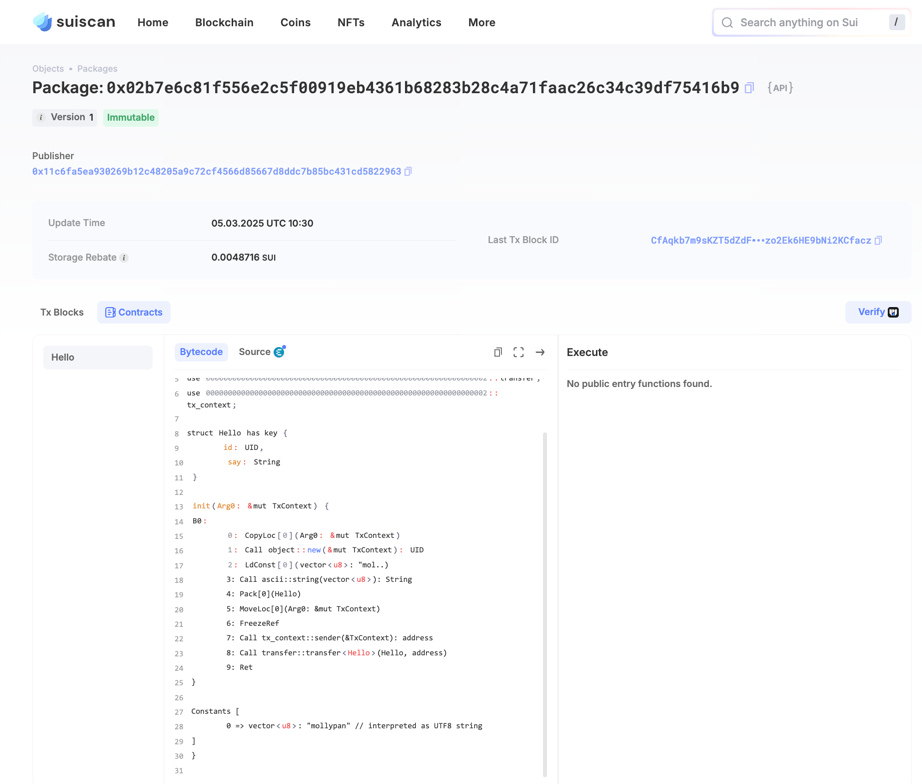 suiscan
Home Blockchain Coins NFTs Analytics More
Search anything on Sui /
Objects • Packages
Package: 0x02b7e6c81f556e2c5f00919eb4361b68283b28c4a71faac26c34c39df75416b9 {API}
i Version 1 Immutable
Publisher
0x11c6fa5ea930269b12c48205a9c72cf4566d85667d8ddc7b85bc431cd5822963
Update Time 05.03.2025 UTC 10:30
Last Tx Block ID CfAqkb7m9sKZT5dZdF•••zo2Ek6HE9bNi2KCfacz
Storage Rebate i 0.0048716 SUI
Tx Blocks Contracts Verify
Hello
Bytecode Source
Execute
No public entry functions found.
5 use 0000000000000000000000000000000000000000000000000000000000000002::transfer;
6 use 0000000000000000000000000000000000000000000000000000000000000002::
tx_context;
7
8 struct Hello has key {
9 id: UID,
10 say: String
11 }
12
13 init(Arg0: &mut TxContext) {
14 B0:
15 0: CopyLoc[0](Arg0: &mut TxContext)
16 1: Call object::new(&mut TxContext): UID
17 2: LdConst[0](vector<u8>: "mol..)
18 3: Call ascii::string(vector<u8>): String
19 4: Pack[0](Hello)
20 5: MoveLoc[0](Arg0: &mut TxContext)
21 6: FreezeRef
22 7: Call tx_context::sender(&TxContext): address
23 8: Call transfer::transfer<Hello>(Hello, address)
24 9: Ret
25 }
26
27 Constants [
28 0 => vector<u8>: "mollypan" // interpreted as UTF8 string
29 ]
30 }
31